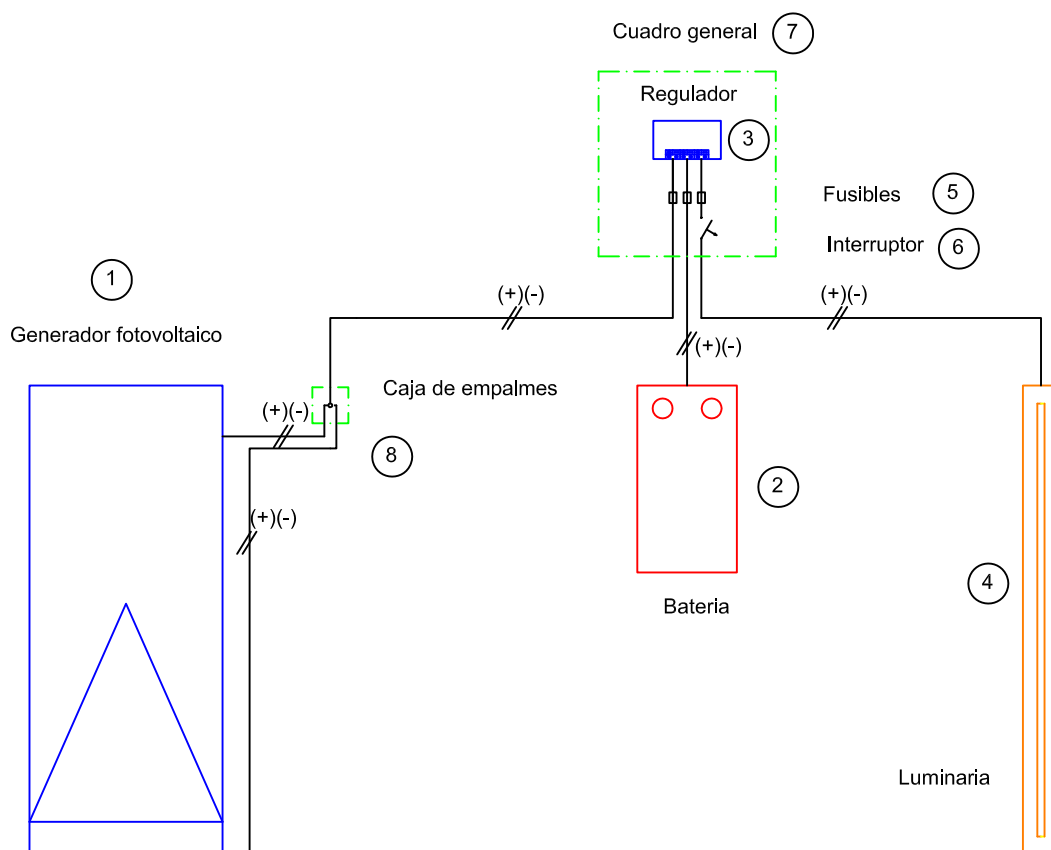 Cuadro general 7
Regulador
3
Fusibles 5
Interruptor 6
1
(+)(-)
(+)(-)
Generador fotovoltaico
(+)(-)
Caja de empalmes
(+)(-)
8
2
(+)(-)
4
Bateria
Luminaria